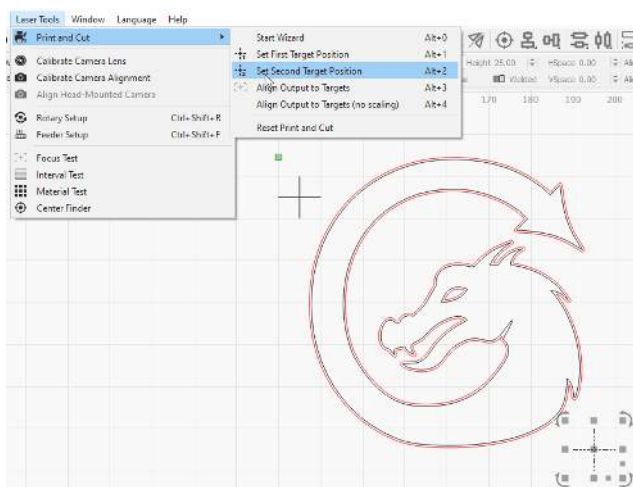 Laser Tools Window Language Help
Print and Cut
Calibrate Camera Lens
Calibrate Camera Alignment
Align Head-Mounted Camera
Rotary Setup Ctrl+Shift+R
Feeder Setup Ctrl+Shift+F
Focus Test
Interval Test
Material Test
Center Finder
Start Wizard Alt+0
Set First Target Position Alt+1
Set Second Target Position Alt+2
Align Output to Targets Alt+3
Align Output to Targets (no scaling) Alt+4
Reset Print and Cut
Height 25.00 HSpace 0.00
Welded VSpace 0.00
170 180 190 200